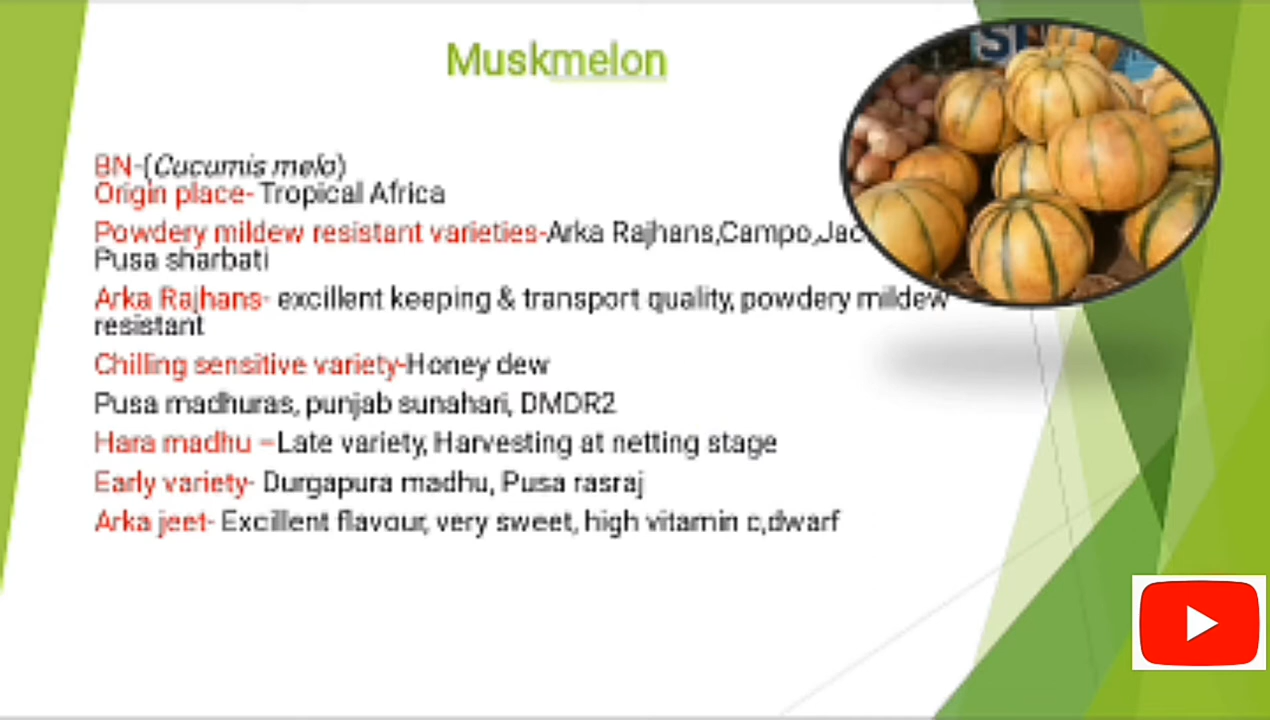 Muskmelon
BN-(Cucumis melo)
Origin place- Tropical Africa
Powdery mildew resistant varieties-Arka Rajhans,Campo,
Pusa sharbati
Arka Rajhans- excillent keeping & transport quality, powdery mildew
resistant
Chilling sensitive variety-Honey dew
Pusa madhuras, punjab sunahari, DMDR2
Hara madhu –Late variety, Harvesting at netting stage
Early variety- Durgapura madhu, Pusa rasraj
Arka jeet- Excillent flavour, very sweet, high vitamin c,dwarf